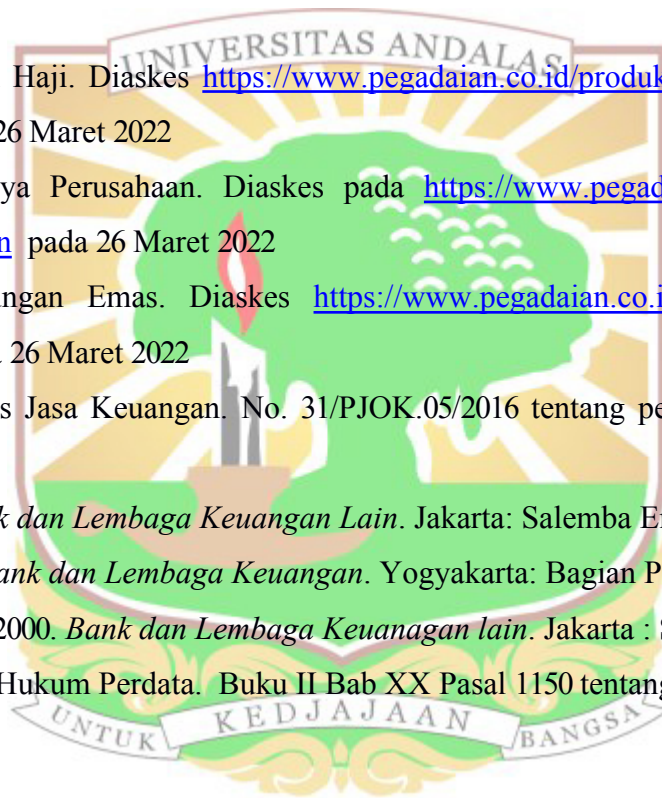 UNIVERSITAS ANDALAS
Haji. Diaskes https://www.pegadaian.co.id/produk
26 Maret 2022
ya Perusahaan. Diaskes pada https://www.pegad
n pada 26 Maret 2022
ngan Emas. Diaskes https://www.pegadaian.co.i
26 Maret 2022
s Jasa Keuangan. No. 31/PJOK.05/2016 tentang pe
k dan Lembaga Keuangan Lain. Jakarta: Salemba E
ank dan Lembaga Keuangan. Yogyakarta: Bagian P
2000. Bank dan Lembaga Keuanagan lain. Jakarta : S
Hukum Perdata. Buku II Bab XX Pasal 1150 tentang
UNTUK KEDJAJAAN BANGSA